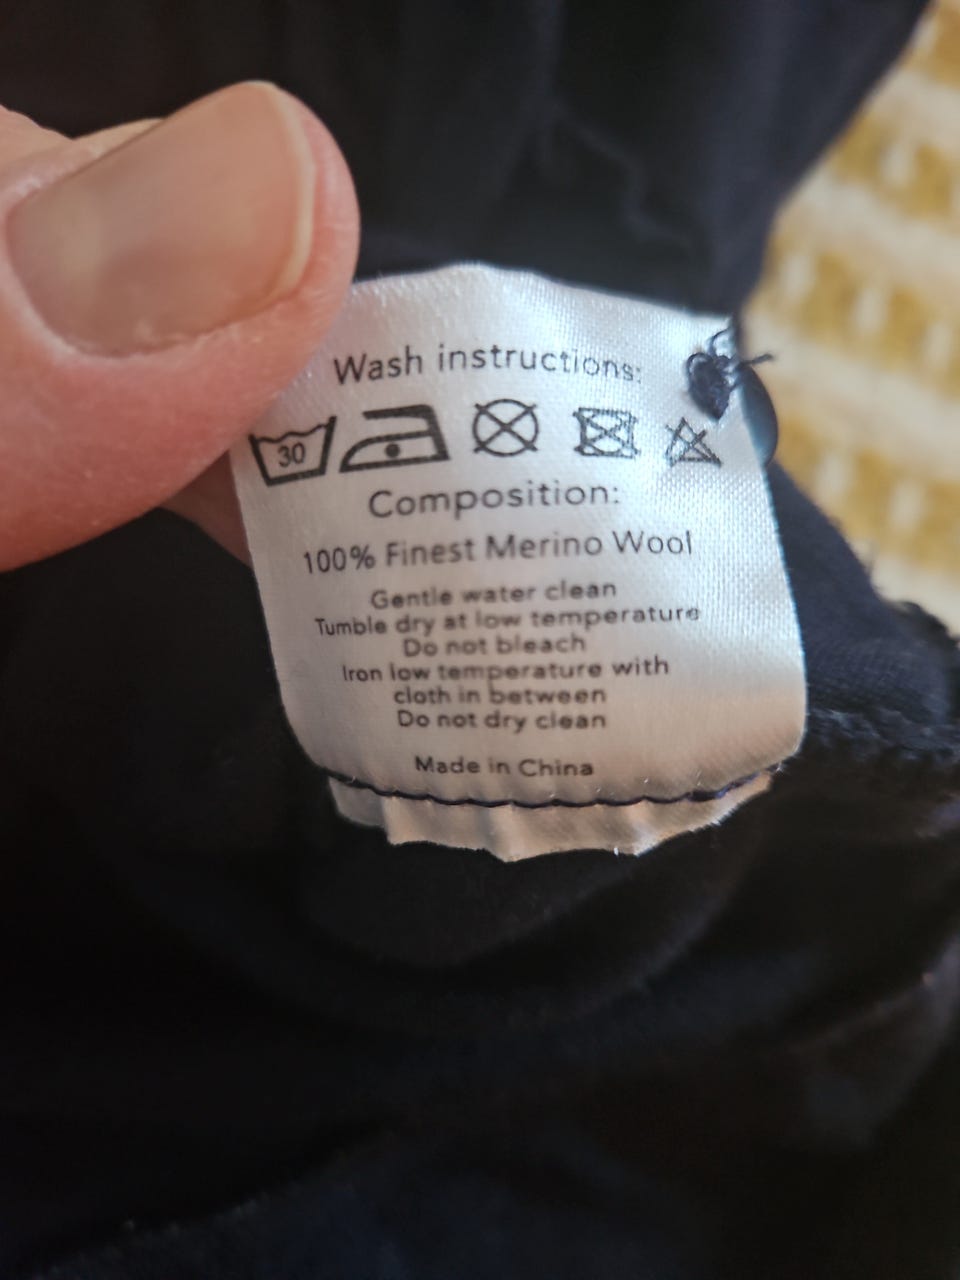 Wash instructions:
30
Composition:
100% Finest Merino Wool
Gentle water clean
Tumble dry at low temperature
Do not bleach
Iron low temperature with
cloth in between
Do not dry clean
Made in China